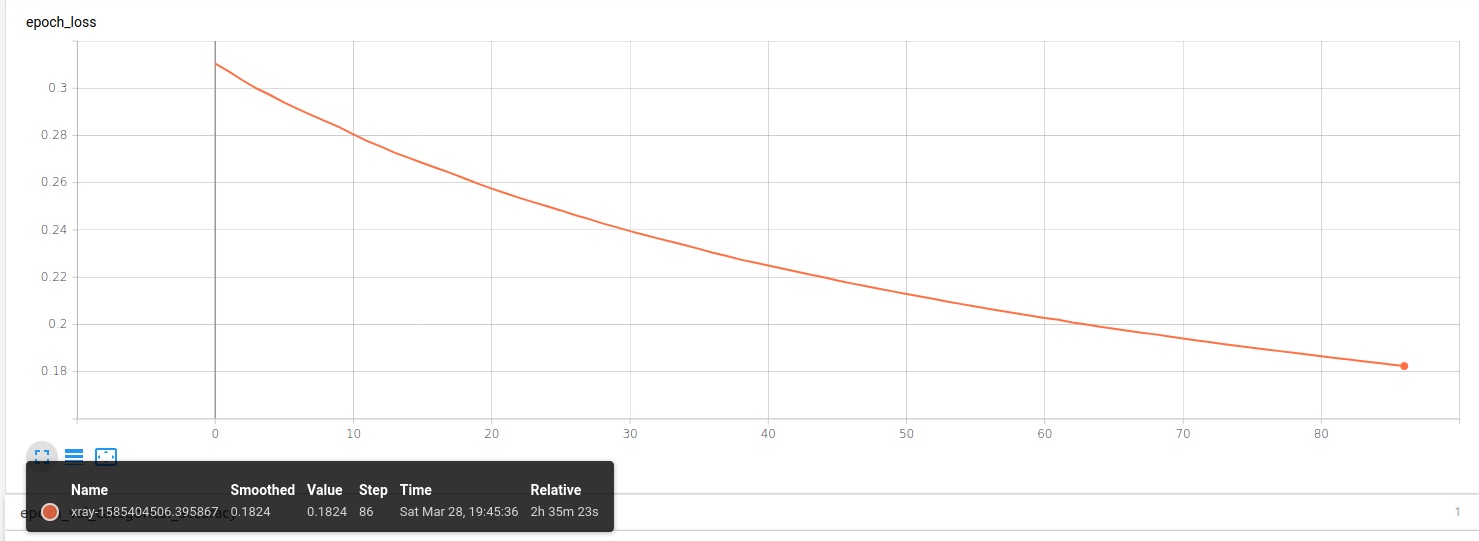 epoch_loss
0.3
0.28
0.26
0.24
0.22
0.2
0.18
0 10 20 30 40 50 60 70 80
Name Smoothed Value Step Time Relative
xray-1585404506.395867 0.1824 0.1824 86 Sat Mar 28, 19:45:36 2h 35m 23s
1